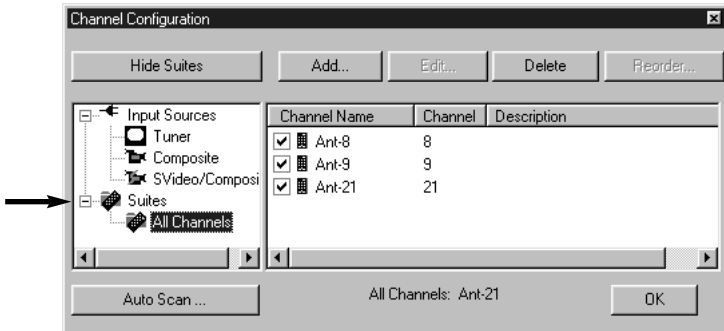 Channel Configuration
Hide Suites
Add...
Edit...
Delete
Reorder...
Input Sources
Tuner
Composite
SVideo/Composi
Suites
All Channels
Channel Name Channel Description
Ant-8 8
Ant-9 9
Ant-21 21
Auto Scan ...
All Channels: Ant-21
OK